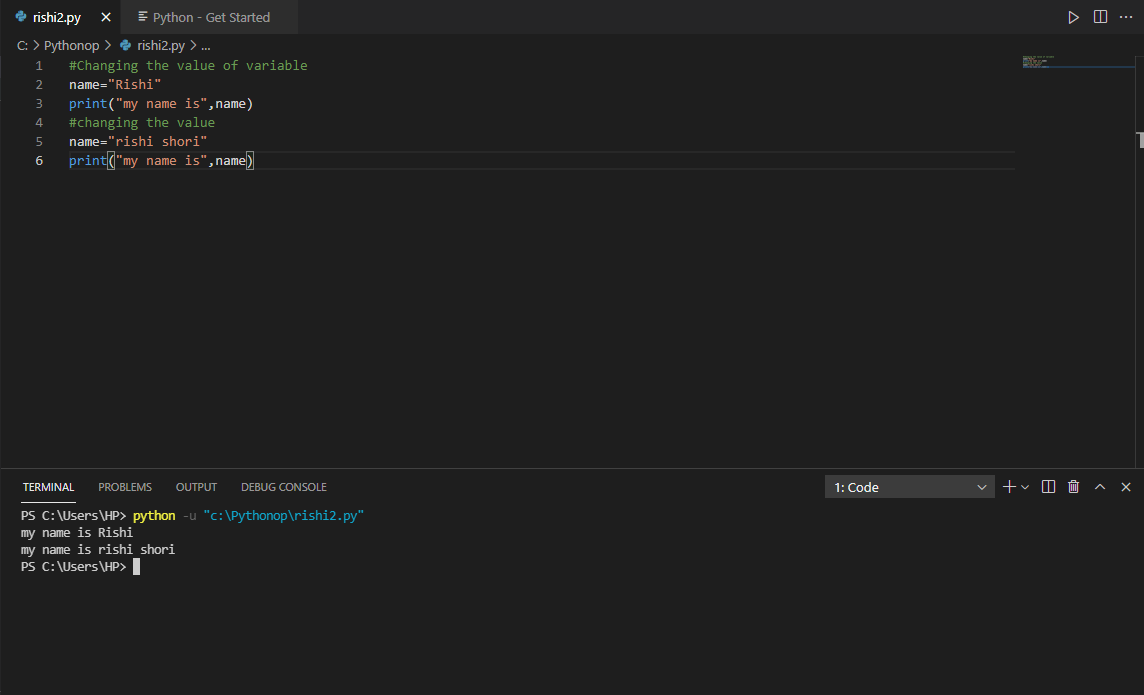 rishi2.py Python - Get Started
C: > Pythonop > rishi2.py > ...
1 #Changing the value of variable
2 name="Rishi"
3 print("my name is",name)
4 #changing the value
5 name="rishi shori"
6 print("my name is",name)
TERMINAL PROBLEMS OUTPUT DEBUG CONSOLE 1: Code
PS C:\Users\HP> python -u "c:\Pythonop\rishi2.py"
my name is Rishi
my name is rishi shori
PS C:\Users\HP>